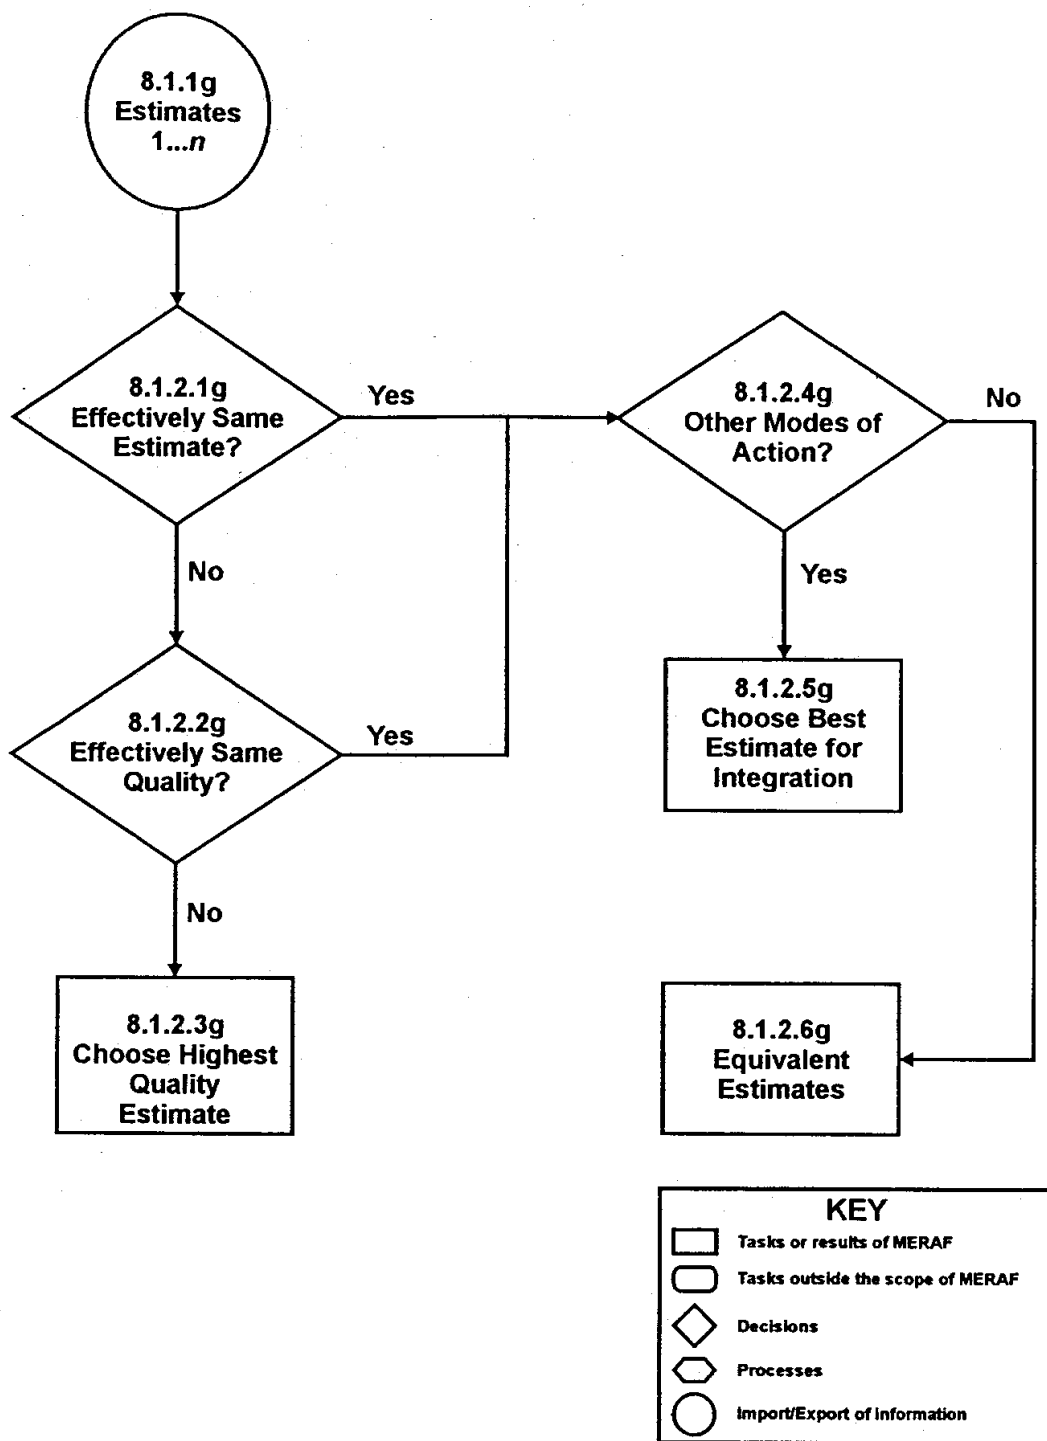 8.1.1g
Estimates
1...n
8.1.2.1g
Effectively Same
Estimate?
Yes
No
8.1.2.4g
Other Modes of
Action?
No
Yes
8.1.2.2g
Effectively Same
Quality?
Yes
No
8.1.2.5g
Choose Best
Estimate for
Integration
8.1.2.3g
Choose Highest
Quality
Estimate
8.1.2.6g
Equivalent
Estimates
KEY
Tasks or results of MERAF
Tasks outside the scope of MERAF
Decisions
Processes
Import/Export of Information